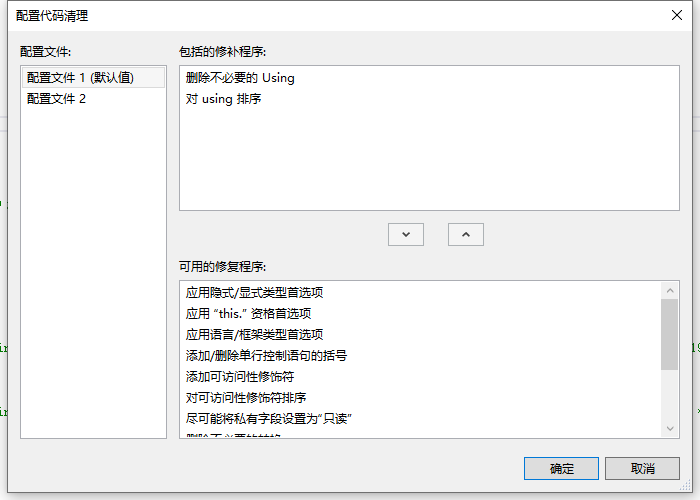 配置代码清理
配置文件:
包括的修补程序:
配置文件 1 (默认值)
配置文件 2
删除不必要的 Using
对 using 排序
可用的修复程序:
应用隐式/显式类型首选项
应用 “this.” 资格首选项
应用语言/框架类型首选项
添加/删除单行控制语句的括号
添加可访问性修饰符
对可访问性修饰符排序
尽可能将私有字段设置为“只读”
确定
取消